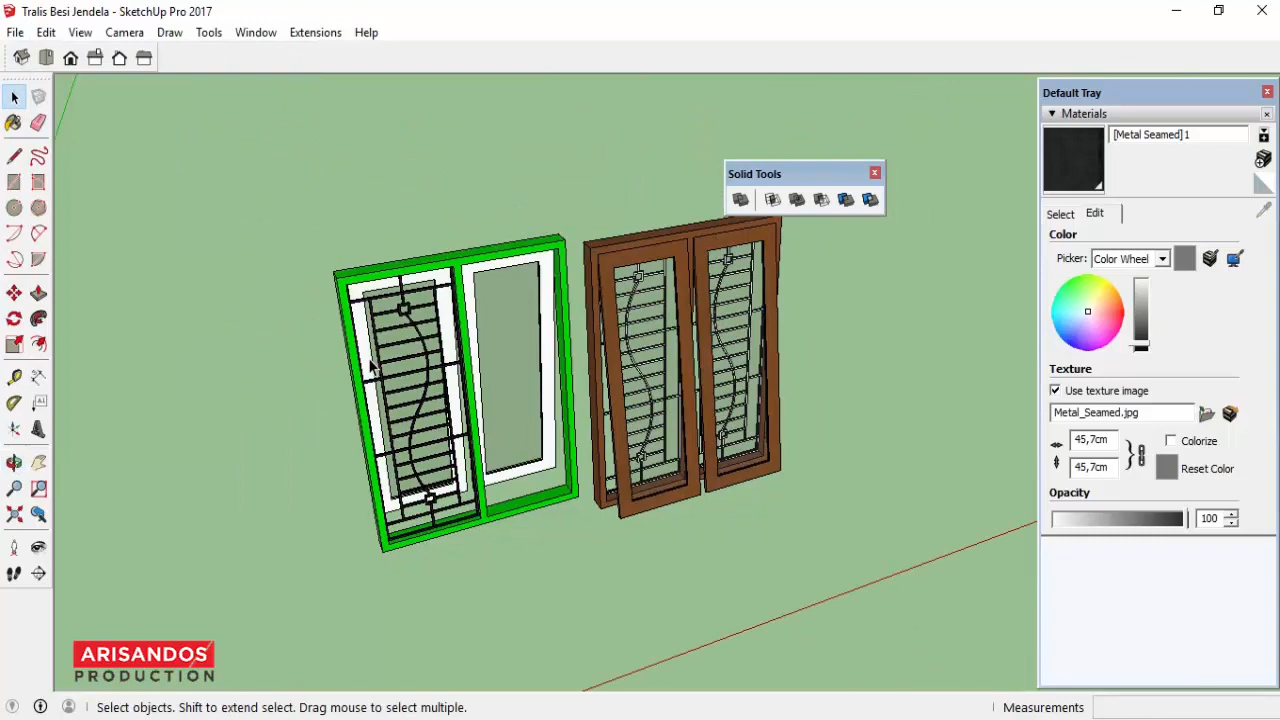 Tralis Besi Jendela - SketchUp Pro 2017
File Edit View Camera Draw Tools Window Extensions Help
Default Tray
Materials
[Metal Seamed]1
Solid Tools
Select Edit
Color
Picker: Color Wheel
Texture
Use texture image
Metal_Seamed.jpg
45,7cm Colorize
45,7cm Reset Color
Opacity
100
ARISANDOS
PRODUCTION
Select objects. Shift to extend select. Drag mouse to select multiple. Measurements